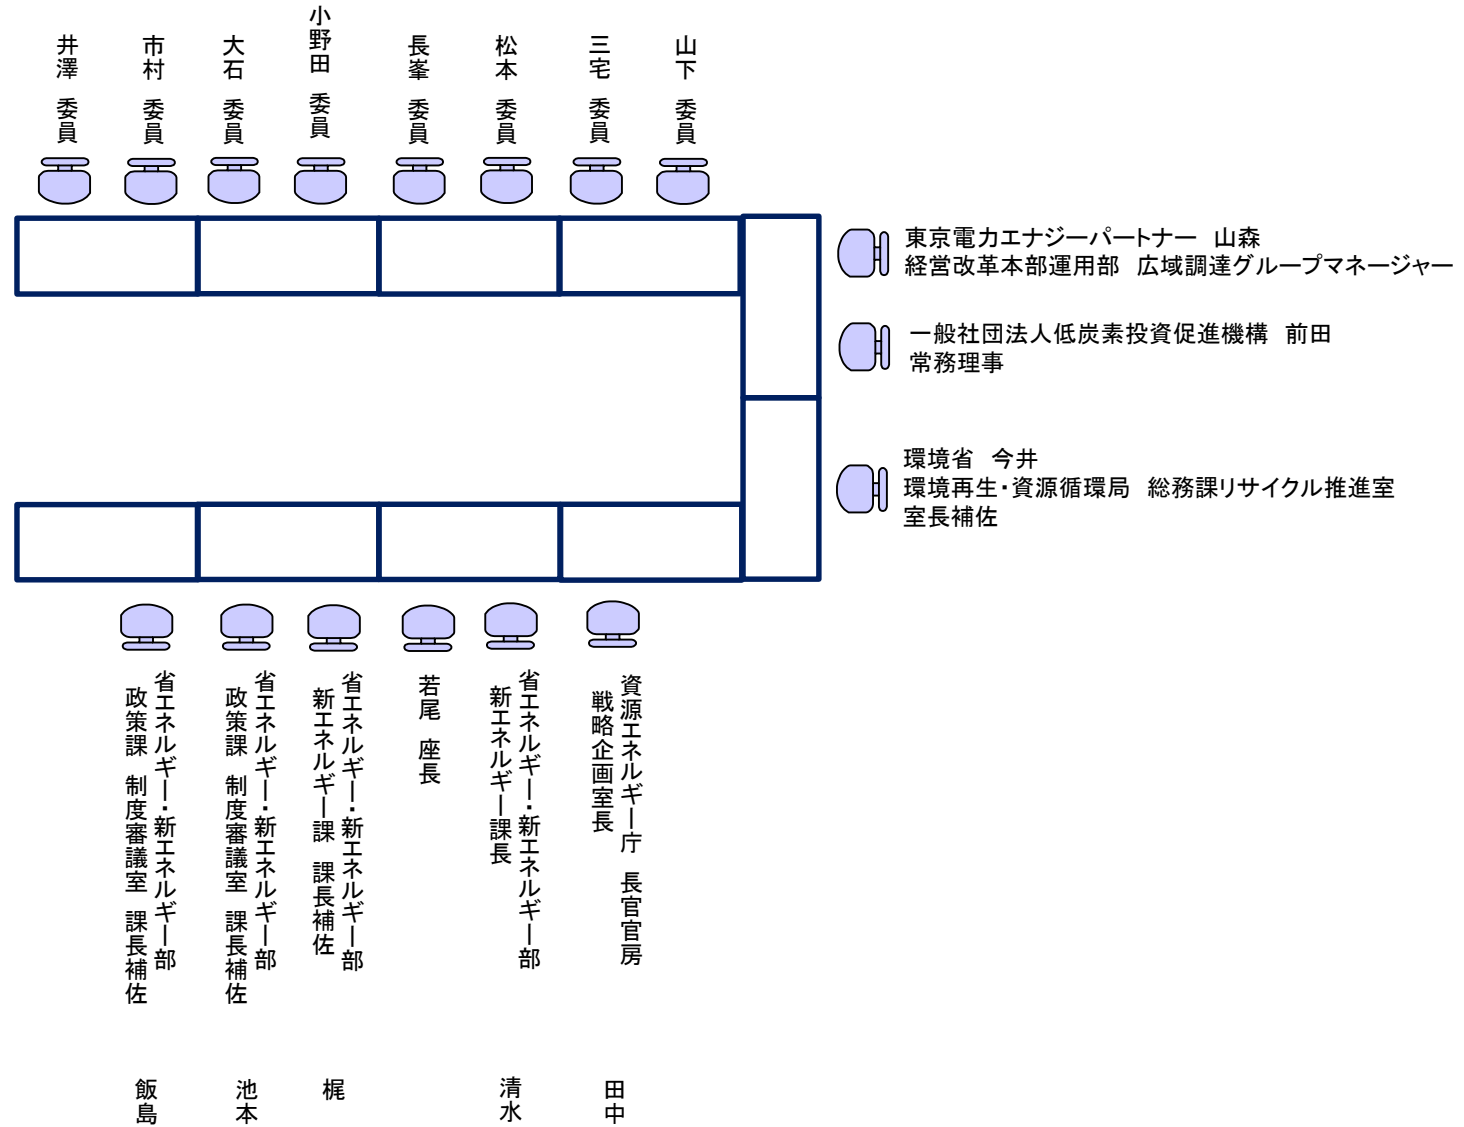 井澤 委員
市村 委員
大石 委員
小野田 委員
長峯 委員
松本 委員
三宅 委員
山下 委員
東京電力エナジーパートナー 山森
経営改革本部運用部 広域調達グループマネージャー
一般社団法人低炭素投資促進機構 前田
常務理事
環境省 今井
環境再生・資源循環局 総務課リサイクル推進室
室長補佐
省エネルギー・新エネルギー部
政策課 制度審議室 課長補佐
飯島
省エネルギー・新エネルギー部
政策課 制度審議室 課長補佐
池本
省エネルギー・新エネルギー部
新エネルギー課 課長補佐
梶
若尾 座長
省エネルギー・新エネルギー部
新エネルギー課長
清水
資源エネルギー庁 長官官房
戦略企画室長
田中